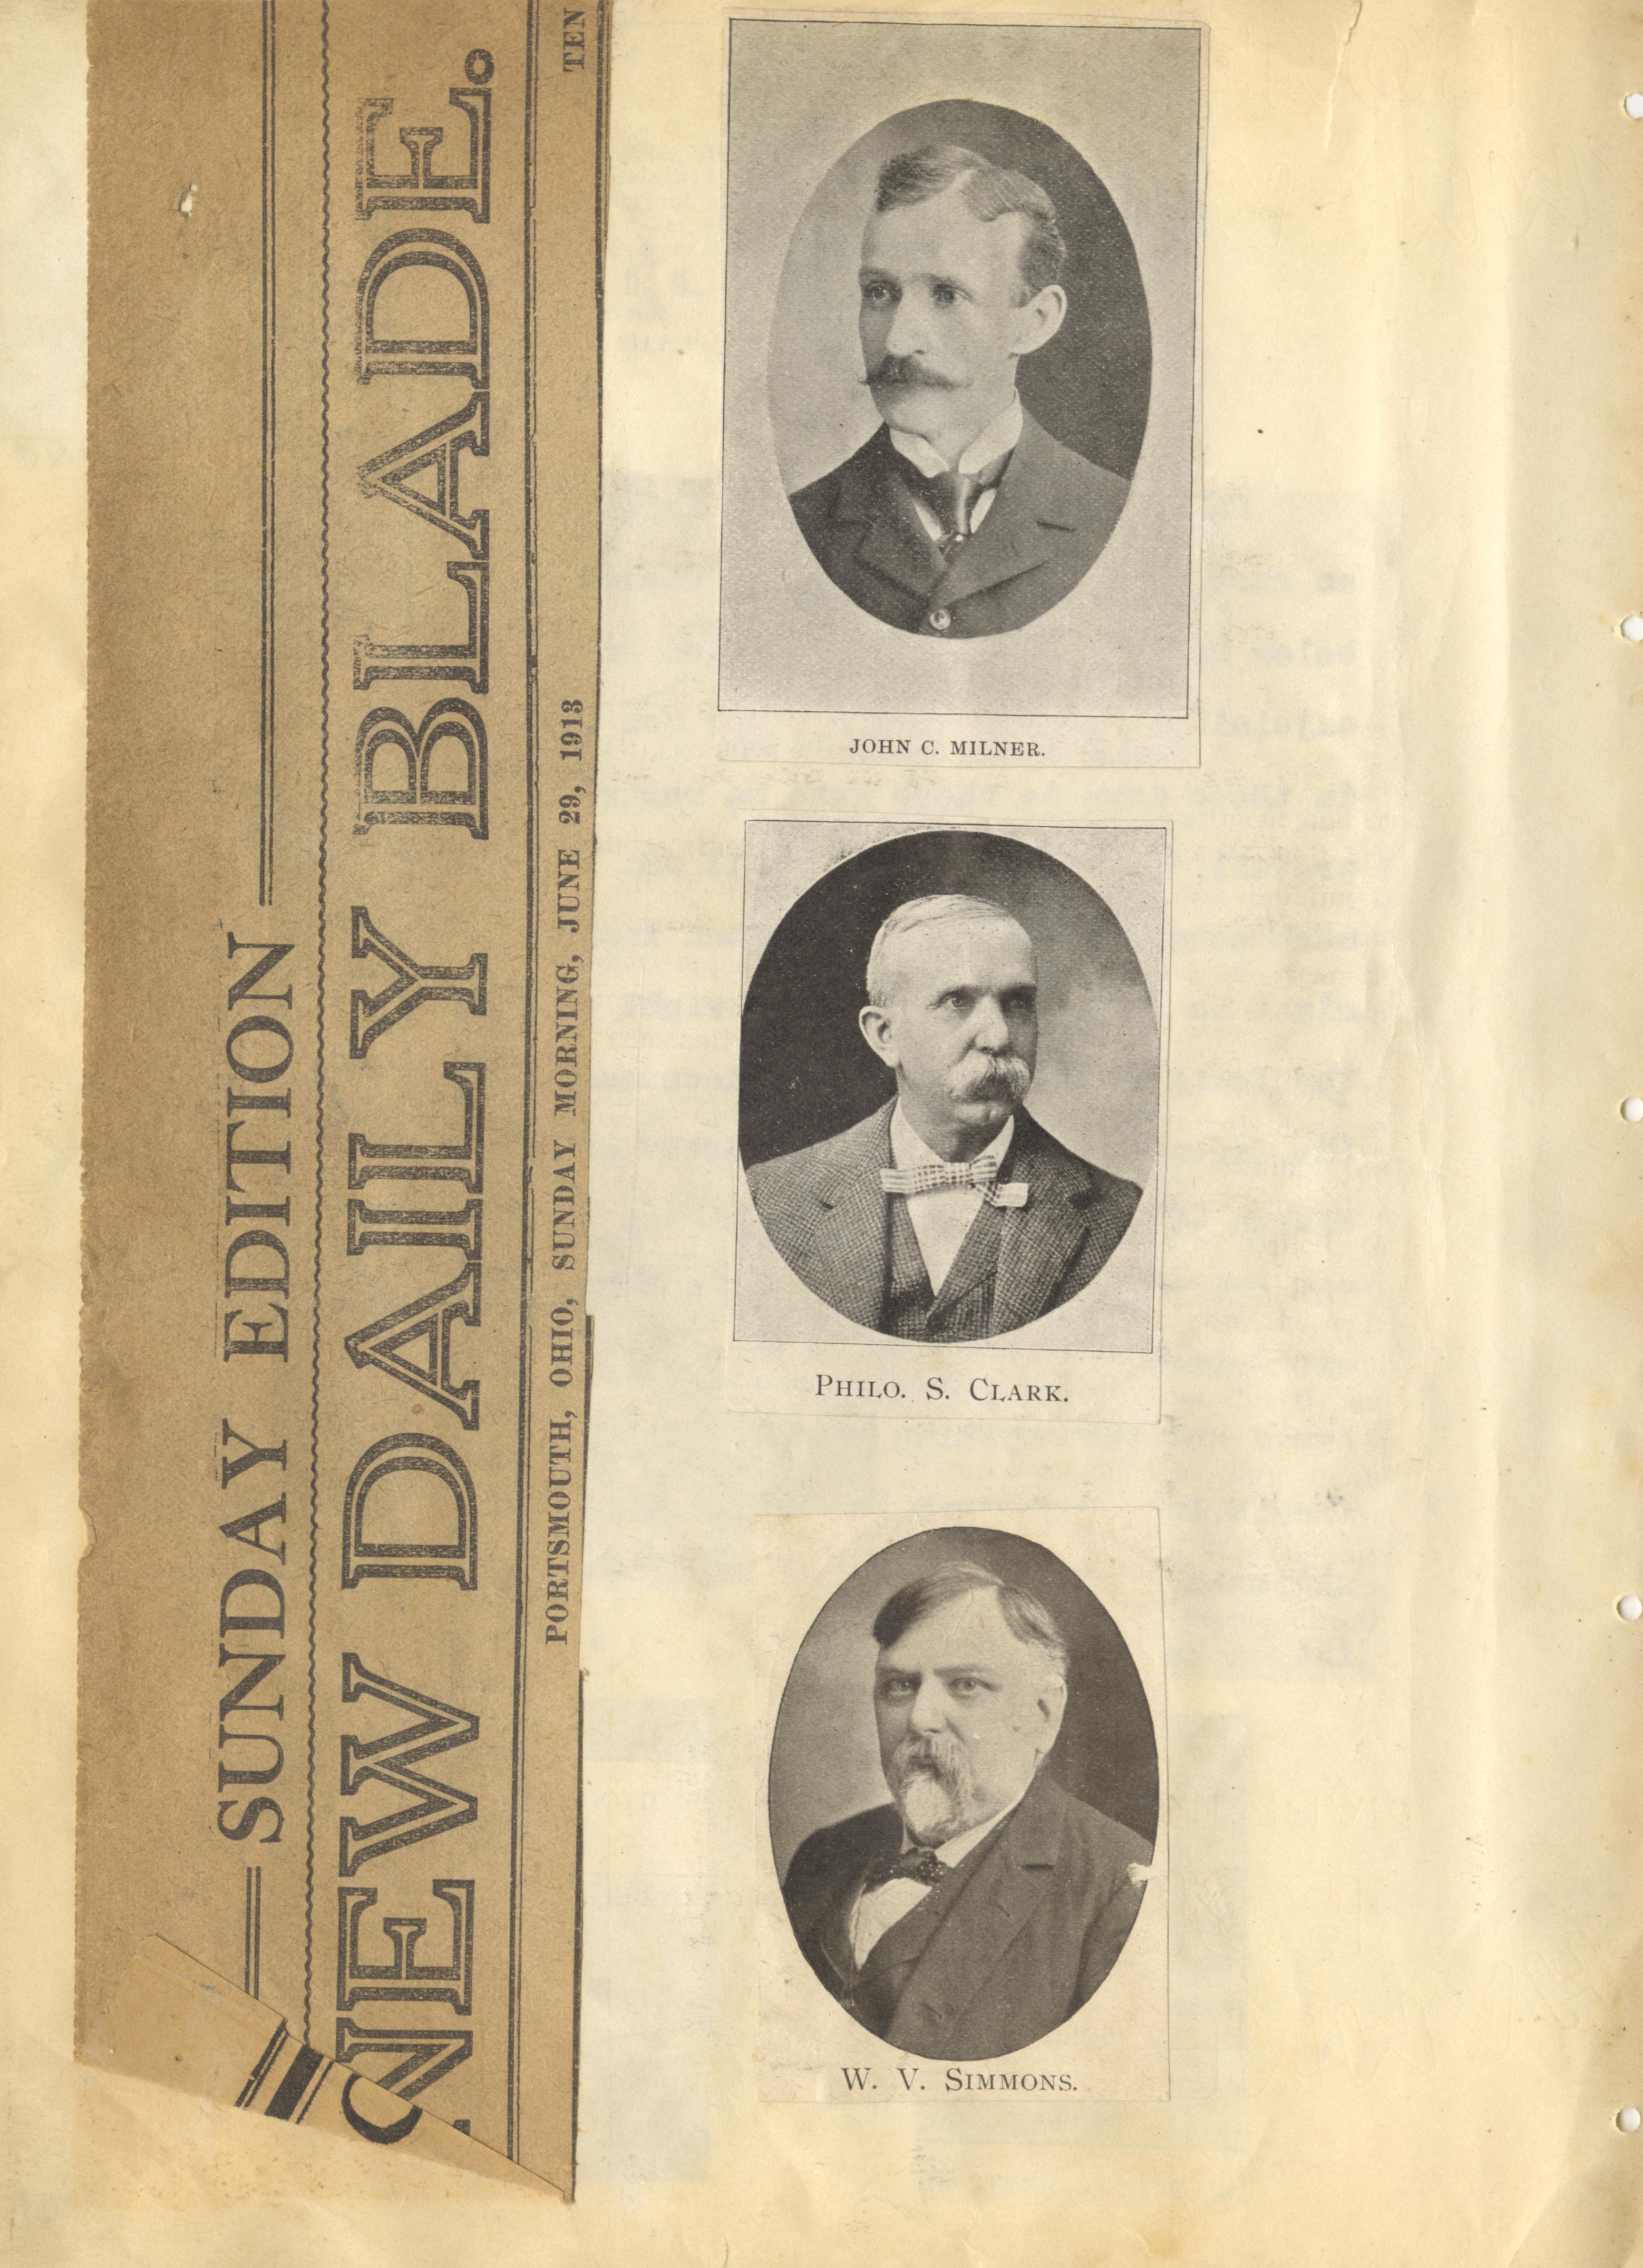 SUNDAY EDITION
NEW DAILY BLADE.
TEN
PORTSMOUTH, OHIO, SUNDAY MORNING, JUNE 29, 1913
JOHN C. MILNER.
PHILO. S. CLARK.
W. V. SIMMONS.